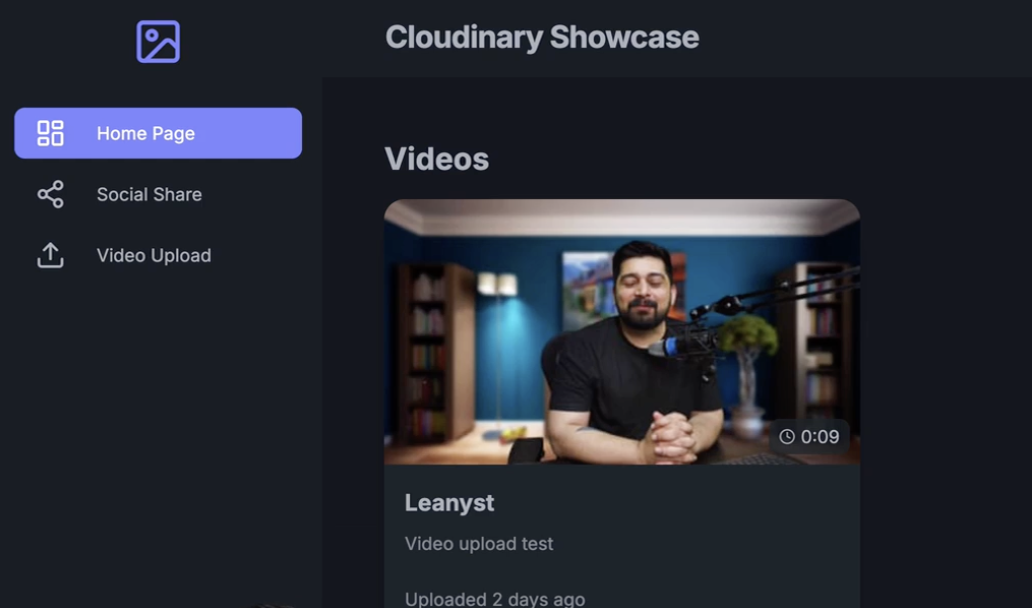 Cloudinary Showcase
Home Page
Social Share
Video Upload
Videos
0:09
Leanyst
Video upload test
Uploaded 2 days ago